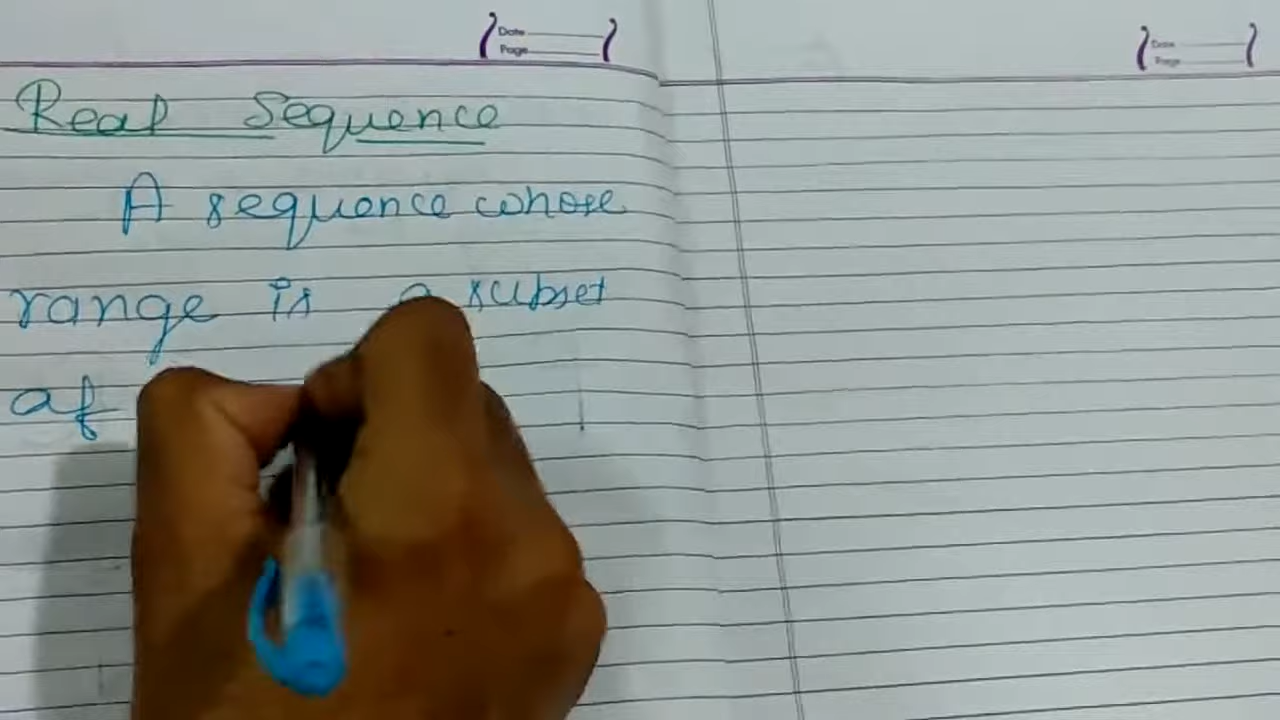 Date
Page
Date
Page
Real Sequence
A sequence whose
range is a subset
of